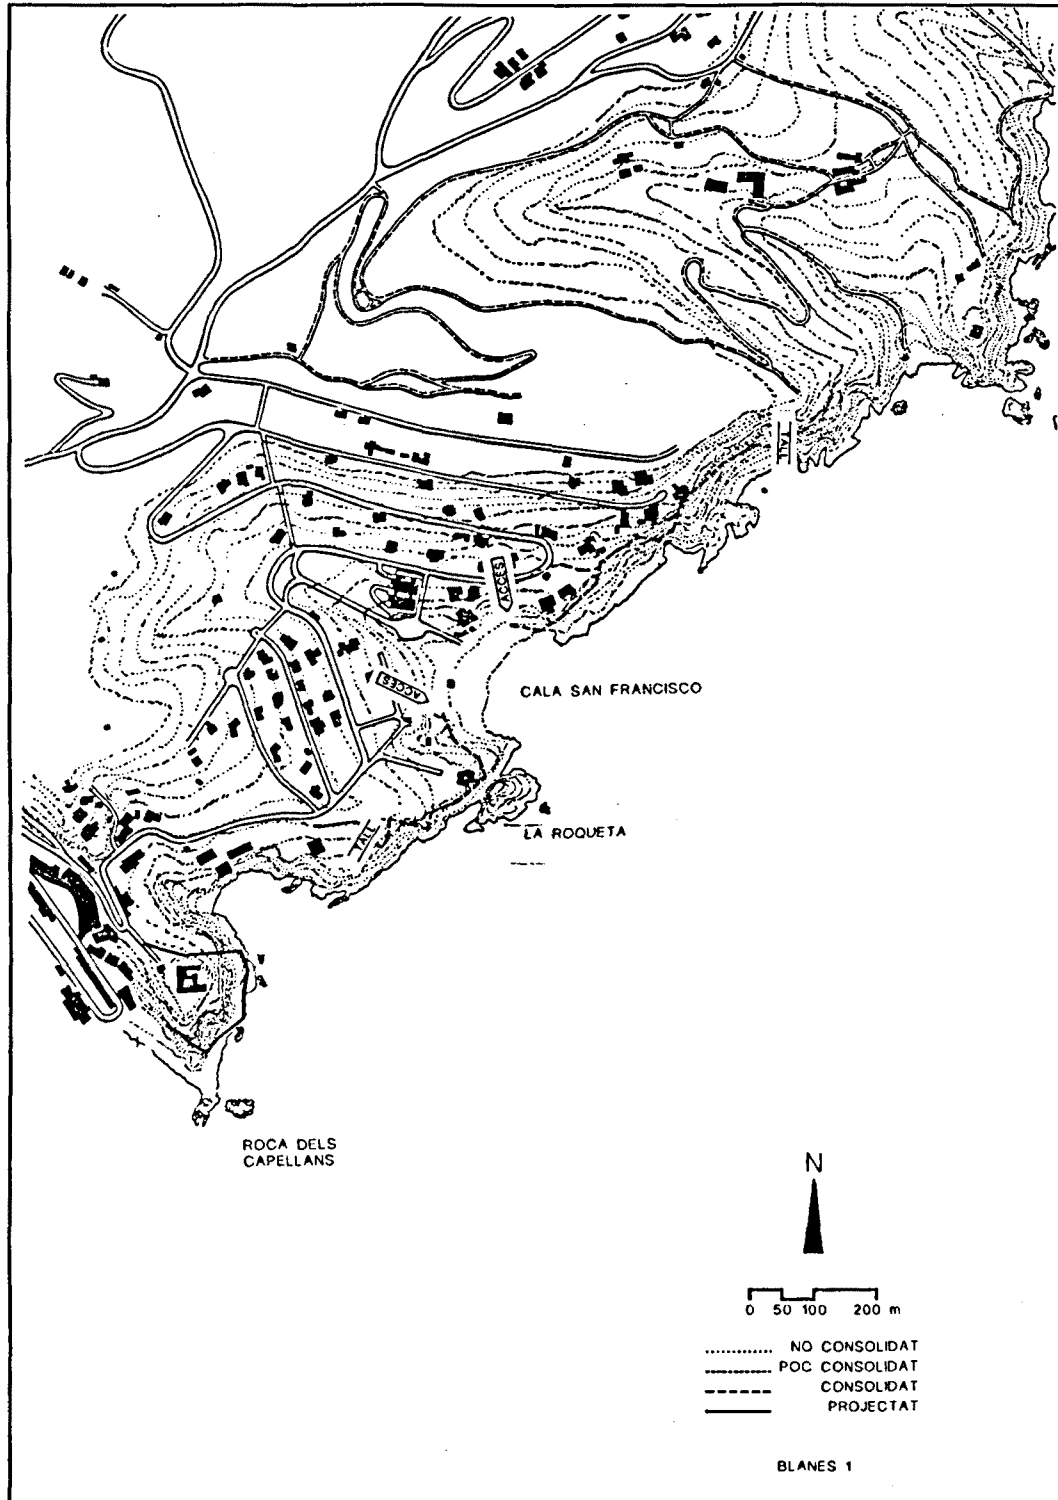 TALL
ACCES
ACCES
CALA SAN FRANCISCO
TALL
LA ROQUETA
ROCA DELS
CAPELLANS
N
0 50 100 200 m
NO CONSOLIDAT
POC CONSOLIDAT
CONSOLIDAT
PROJECTAT
BLANES 1